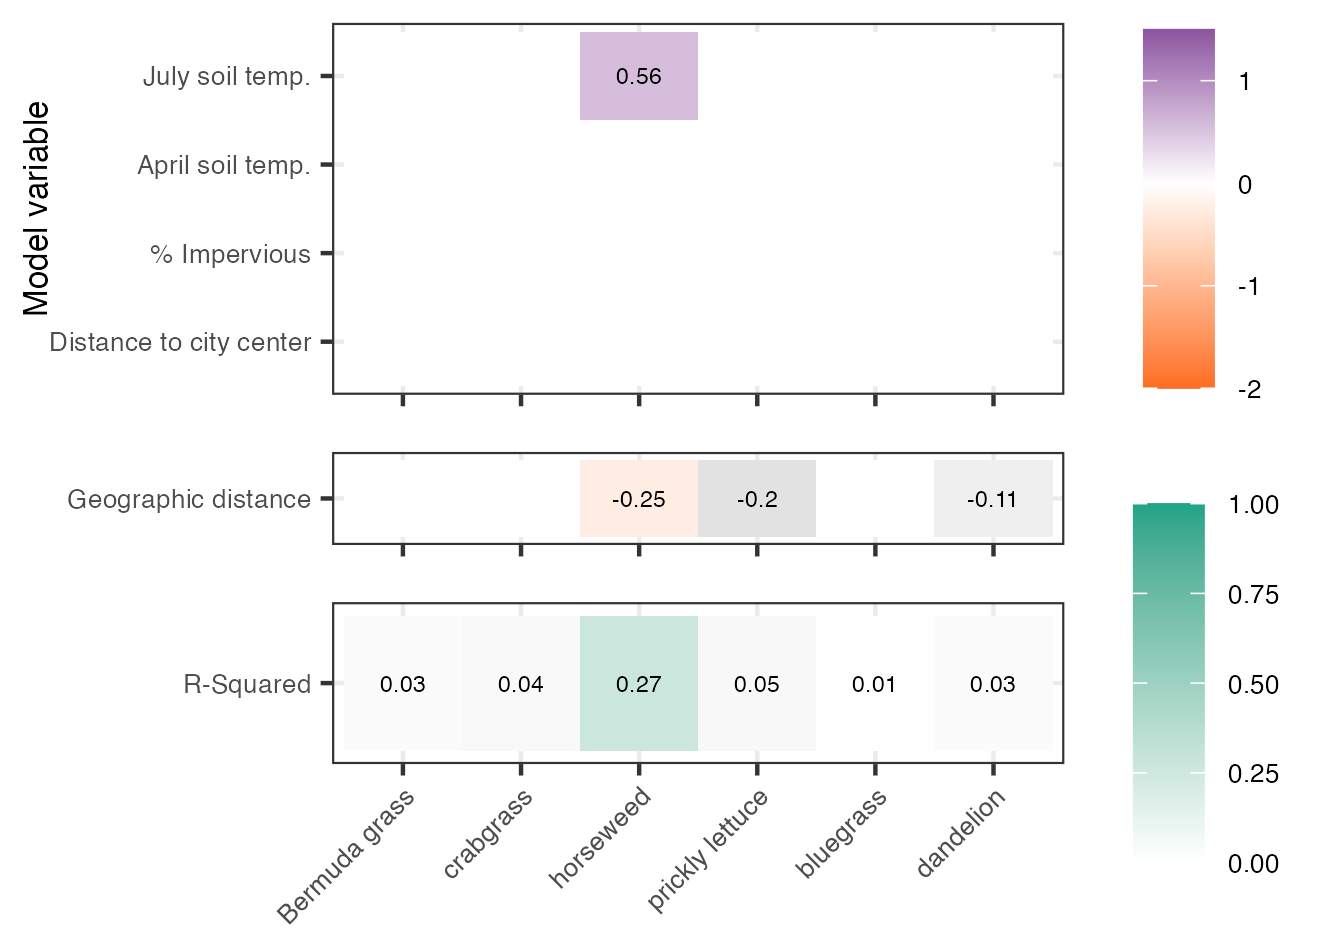 Model variable
July soil temp.
0.56
April soil temp.
% Impervious
Distance to city center
1
0
-1
-2
Geographic distance
-0.25
-0.2
-0.11
R-Squared
0.03
0.04
0.27
0.05
0.01
0.03
1.00
0.75
0.50
0.25
0.00
Bermuda grass
crabgrass
horseweed
prickly lettuce
bluegrass
dandelion